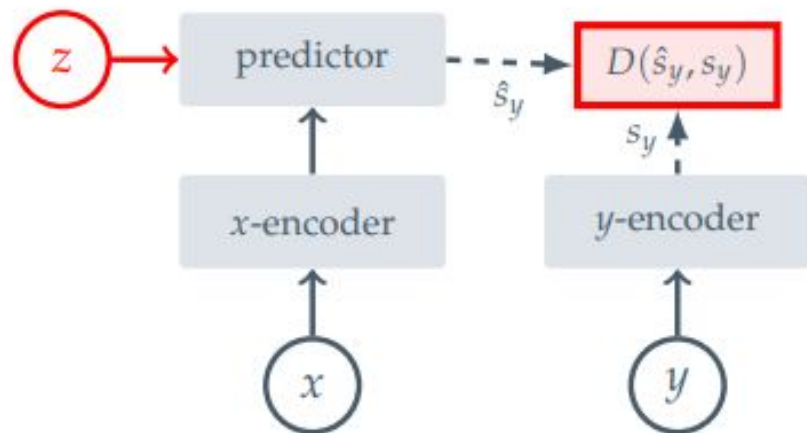 z
predictor
D(ŝ_y, s_y)
ŝ_y
s_y
x-encoder
y-encoder
x
y